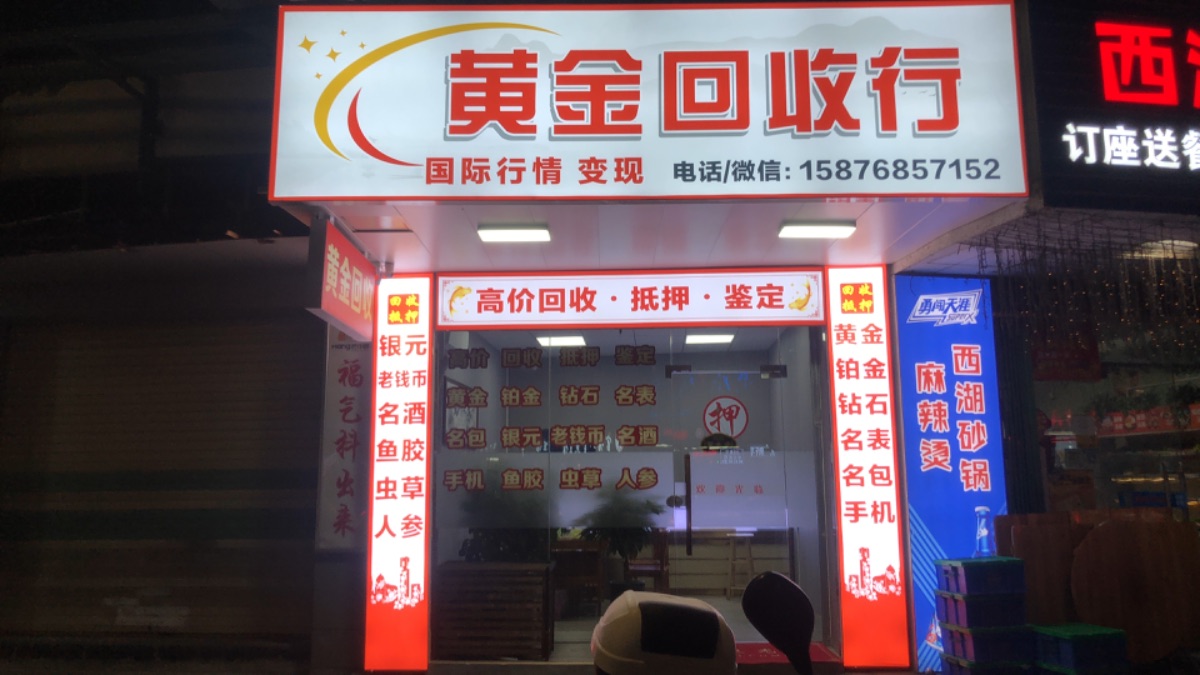 黄金回收行
国际行情 变现
电话/微信: 15876857152
西
订座送餐
黄金回收
高价回收·抵押·鉴定
回收
抵押
银元
老钱币
名酒
鱼胶
虫草
人参
高价 回收 抵押 鉴定
黄金 铂金 钻石 名表
名包 银元 老钱币 名酒
手机 鱼胶 虫草 人参
押
欢迎光临
回收
抵押
黄金
铂金
钻石
名表
名包
手机
勇闯天涯
superX
西湖砂锅
麻辣烫
福气料出来